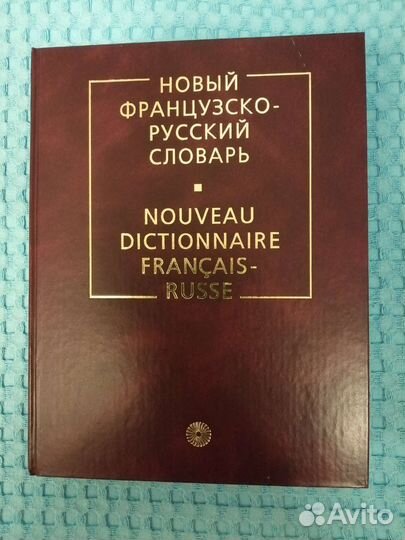 НОВЫЙ
ФРАНЦУЗСКО-
РУССКИЙ
СЛОВАРЬ
NOUVEAU
DICTIONNAIRE
FRANÇAIS-
RUSSE
Avito